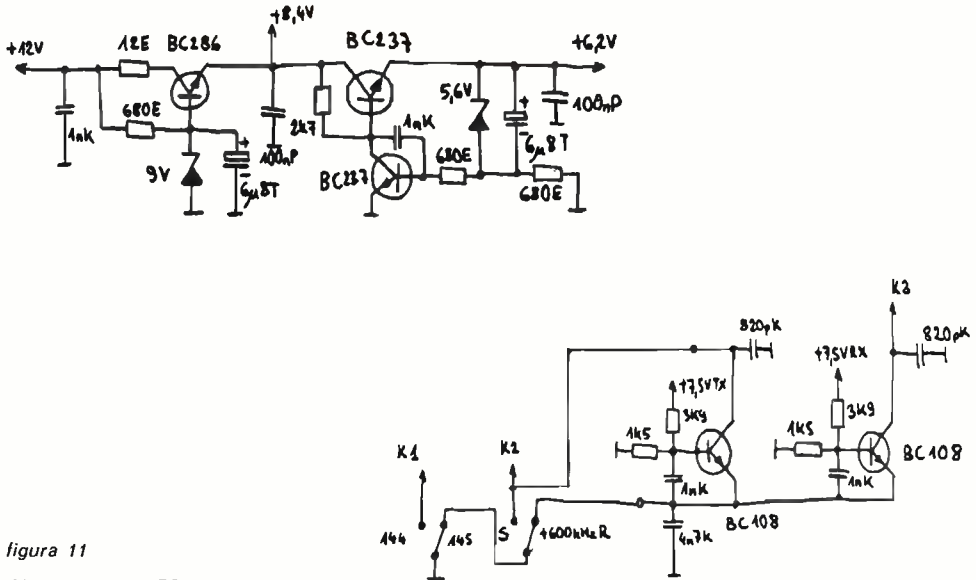 +8,4V
+12V
12E
BC286
BC237
+6,2V
5,6V
1nK
680E
2k7
1nK
100nP
9V
100nP
6µ8T
BC237
680E
6µ8T
680E
K3
820pK
820pK
+7,5VTX
+7,5VRX
3K9
3K9
1K5
1K5
K1
K2
BC108
1nK
1nK
144
145
S
+600KHz R
BC108
4n7K
figura 11